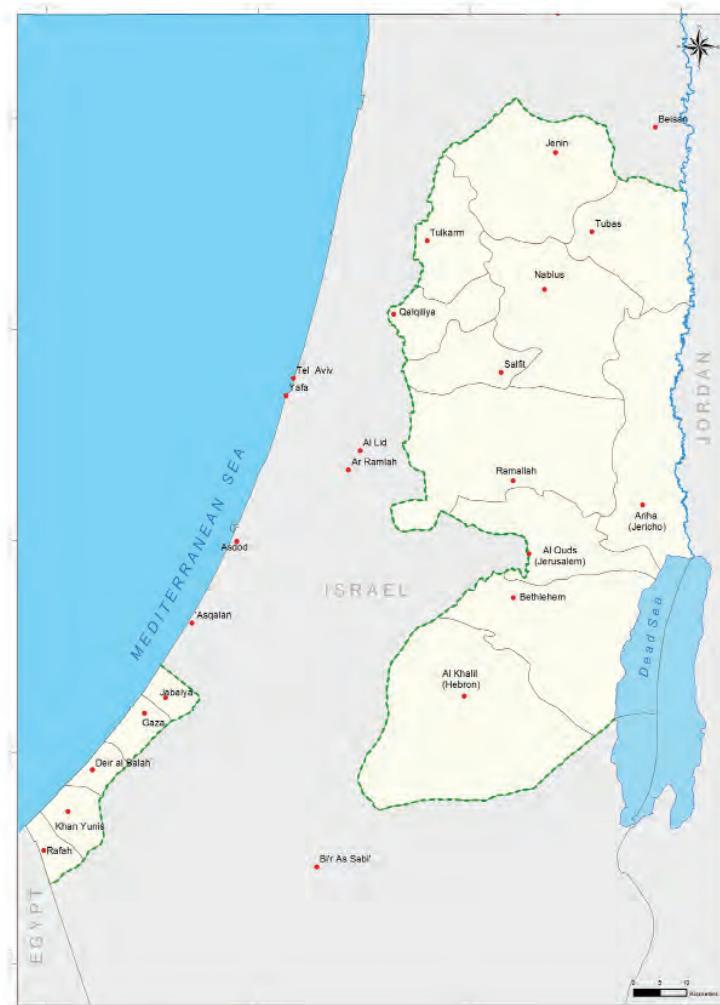 Beisan
Jenin
Tulkarm
Tubas
Nablus
Qalqiliya
Salfit
Tel Aviv
Yafa
JORDAN
Al Lid
Ar Ramlah
Ramallah
Ariha
(Jericho)
MEDITERRANEAN SEA
Asdod
Al Quds
(Jerusalem)
ISRAEL
Bethlehem
'Asqalan
Dead Sea
Al Khalil
(Hebron)
Jabalya
Gaza
Deir al Balah
Khan Yunis
Rafah
Bi'r As Sabi'
EGYPT
0 5 10
Kilometers